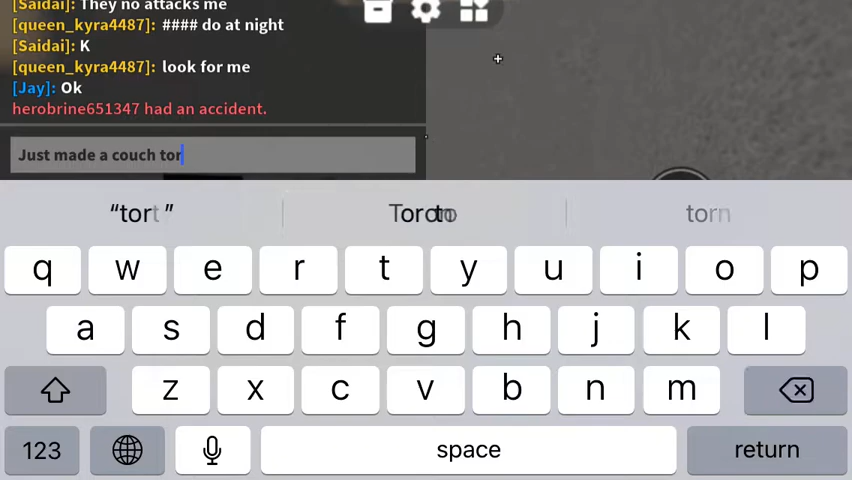 [Saidai]: They no attacks me
[queen_kyra4487]: #### do at night
[Saidai]: K
[queen_kyra4487]: look for me
[Jay]: Ok
herobrine651347 had an accident.
Just made a couch tor
“tort” torn
q w e r t y u i o p
a s d f g h j k l
z x c v b n m
123 space return